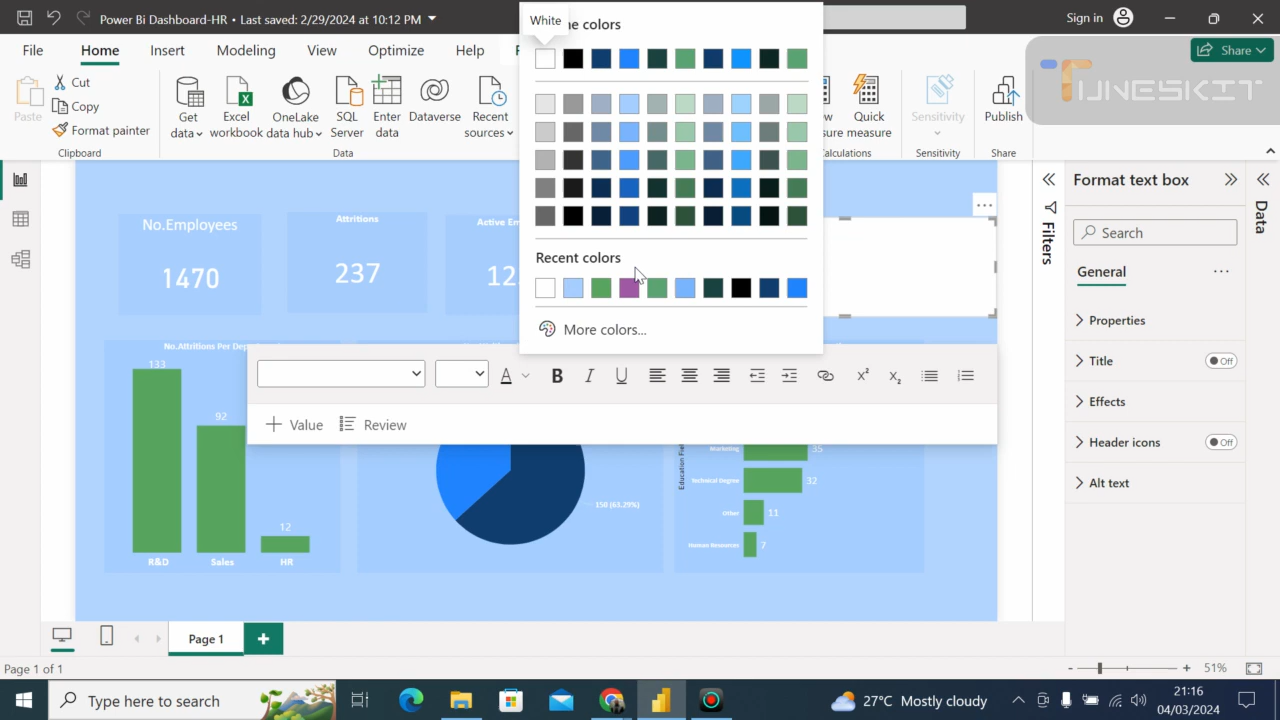 Power Bi Dashboard-HR • Last saved: 2/29/2024 at 10:12 PM
Sign in
File
Home
Insert
Modeling
View
Optimize
Help
Share
TUNESKIT
Paste
Cut
Copy
Format painter
Clipboard
Get
data
Excel
workbook
OneLake
data hub
SQL
Server
Enter
data
Dataverse
Recent
sources
Data
Quick
measure
Sensitivity
Sensitivity
Publish
Share
White
Recent colors
More colors...
No.Employees
1470
Attritions
237
Active Em
No.Attritions Per Dep
133
92
12
R&D
Sales
HR
Value
Review
150 (63.29%)
Marketing
35
Technical Degree
32
Other
11
Human Resources
7
Filters
Format text box
Search
General
Properties
Title
Off
Effects
Header icons
Off
Alt text
Data
Page 1
Page 1 of 1
51%
Type here to search
27°C Mostly cloudy
21:16
04/03/2024